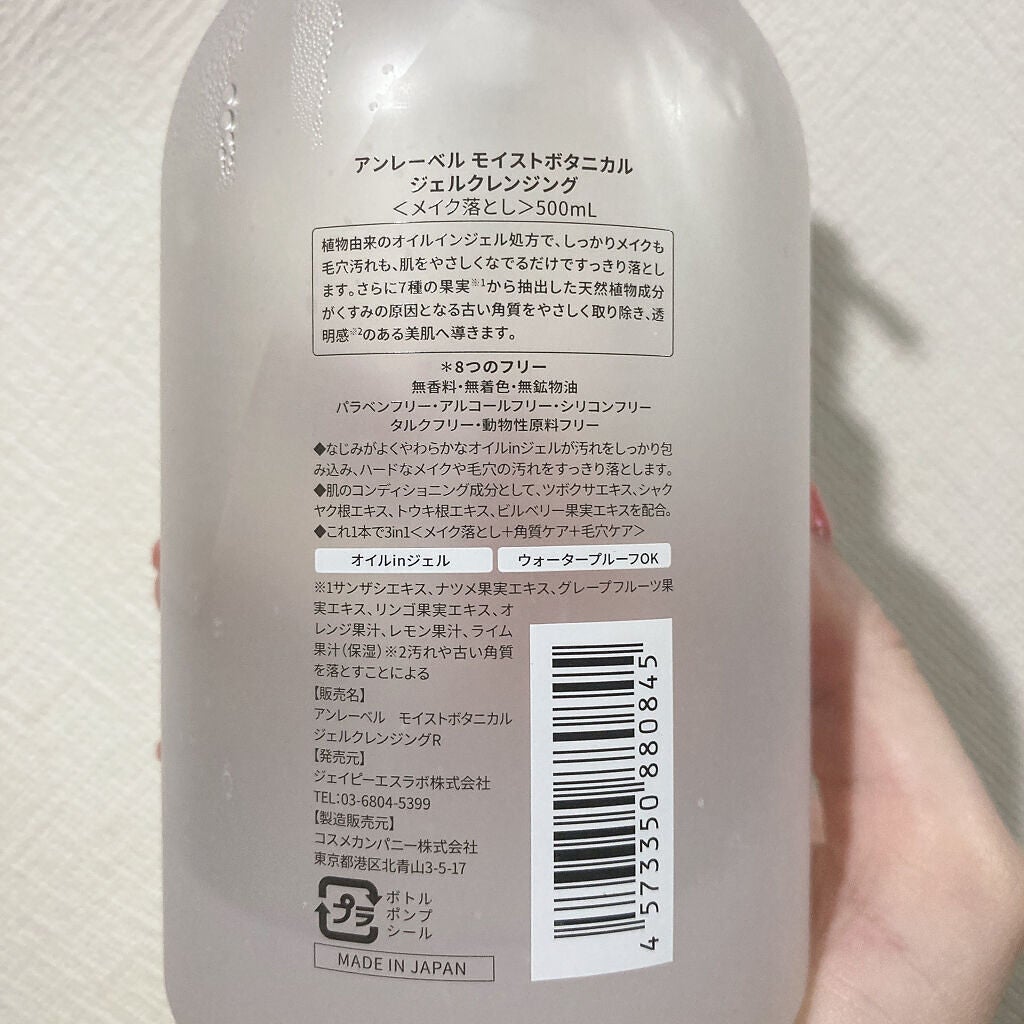 アンレーベル モイストボタニカル
ジェルクレンジング
＜メイク落とし＞500mL
植物由来のオイルインジェル処方で、しっかりメイクも
毛穴汚れも、肌をやさしくなでるだけですっきり落とし
ます。さらに7種の果実※1から抽出した天然植物成分
がくすみの原因となる古い角質をやさしく取り除き、透
明感※2のある美肌へ導きます。
＊8つのフリー
無香料・無着色・無鉱物油
パラベンフリー・アルコールフリー・シリコンフリー
タルクフリー・動物性原料フリー
◆なじみがよくやわらかなオイルinジェルが汚れをしっかり包
み込み、ハードなメイクや毛穴の汚れをすっきり落とします。
◆肌のコンディショニング成分として、ツボクサエキス、シャク
ヤク根エキス、トウキ根エキス、ビルベリー果実エキスを配合。
◆これ1本で3in1＜メイク落とし＋角質ケア＋毛穴ケア＞
オイルinジェル
ウォータープルーフOK
※1サンザシエキス、ナツメ果実エキス、グレープフルーツ果
実エキス、リンゴ果実エキス、オ
レンジ果汁、レモン果汁、ライム
果汁（保湿）※2汚れや古い角質
を落とすことによる
【販売名】
アンレーベル　モイストボタニカル
ジェルクレンジングR
【発売元】
ジェイピーエスラボ株式会社
TEL：03-6804-5399
【製造販売元】
コスメカンパニー株式会社
東京都港区北青山3-5-17
プラ
ボトル
ポンプ
シール
MADE IN JAPAN
4 573350 880845